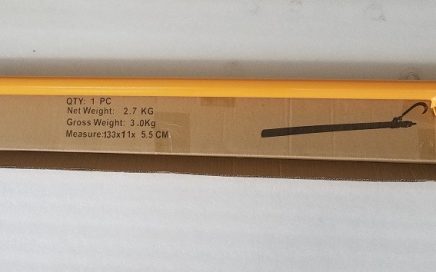 QTY: 1 PC
Net Weight: 2.7 KG
Gross Weight: 3.0Kg
Measure:133x11x 5.5 CM